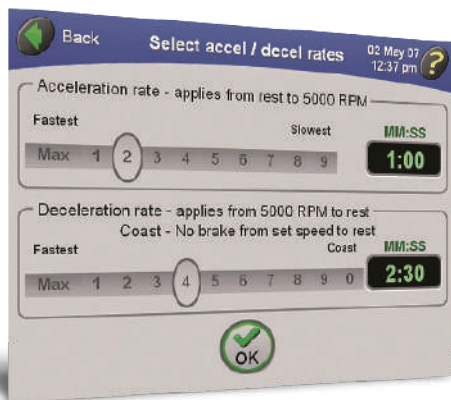 Back
Select accel / decel rates
02 May 07
12:37 pm
?
Acceleration rate - applies from rest to 5000 RPM
Fastest
Slowest
MM:SS
Max 1 2 3 4 5 6 7 8 9
1:00
Deceleration rate - applies from 5000 RPM to rest
Coast - No brake from set speed to rest
Fastest
Coast
MM:SS
Max 1 2 3 4 5 6 7 8 9 0
2:30
OK